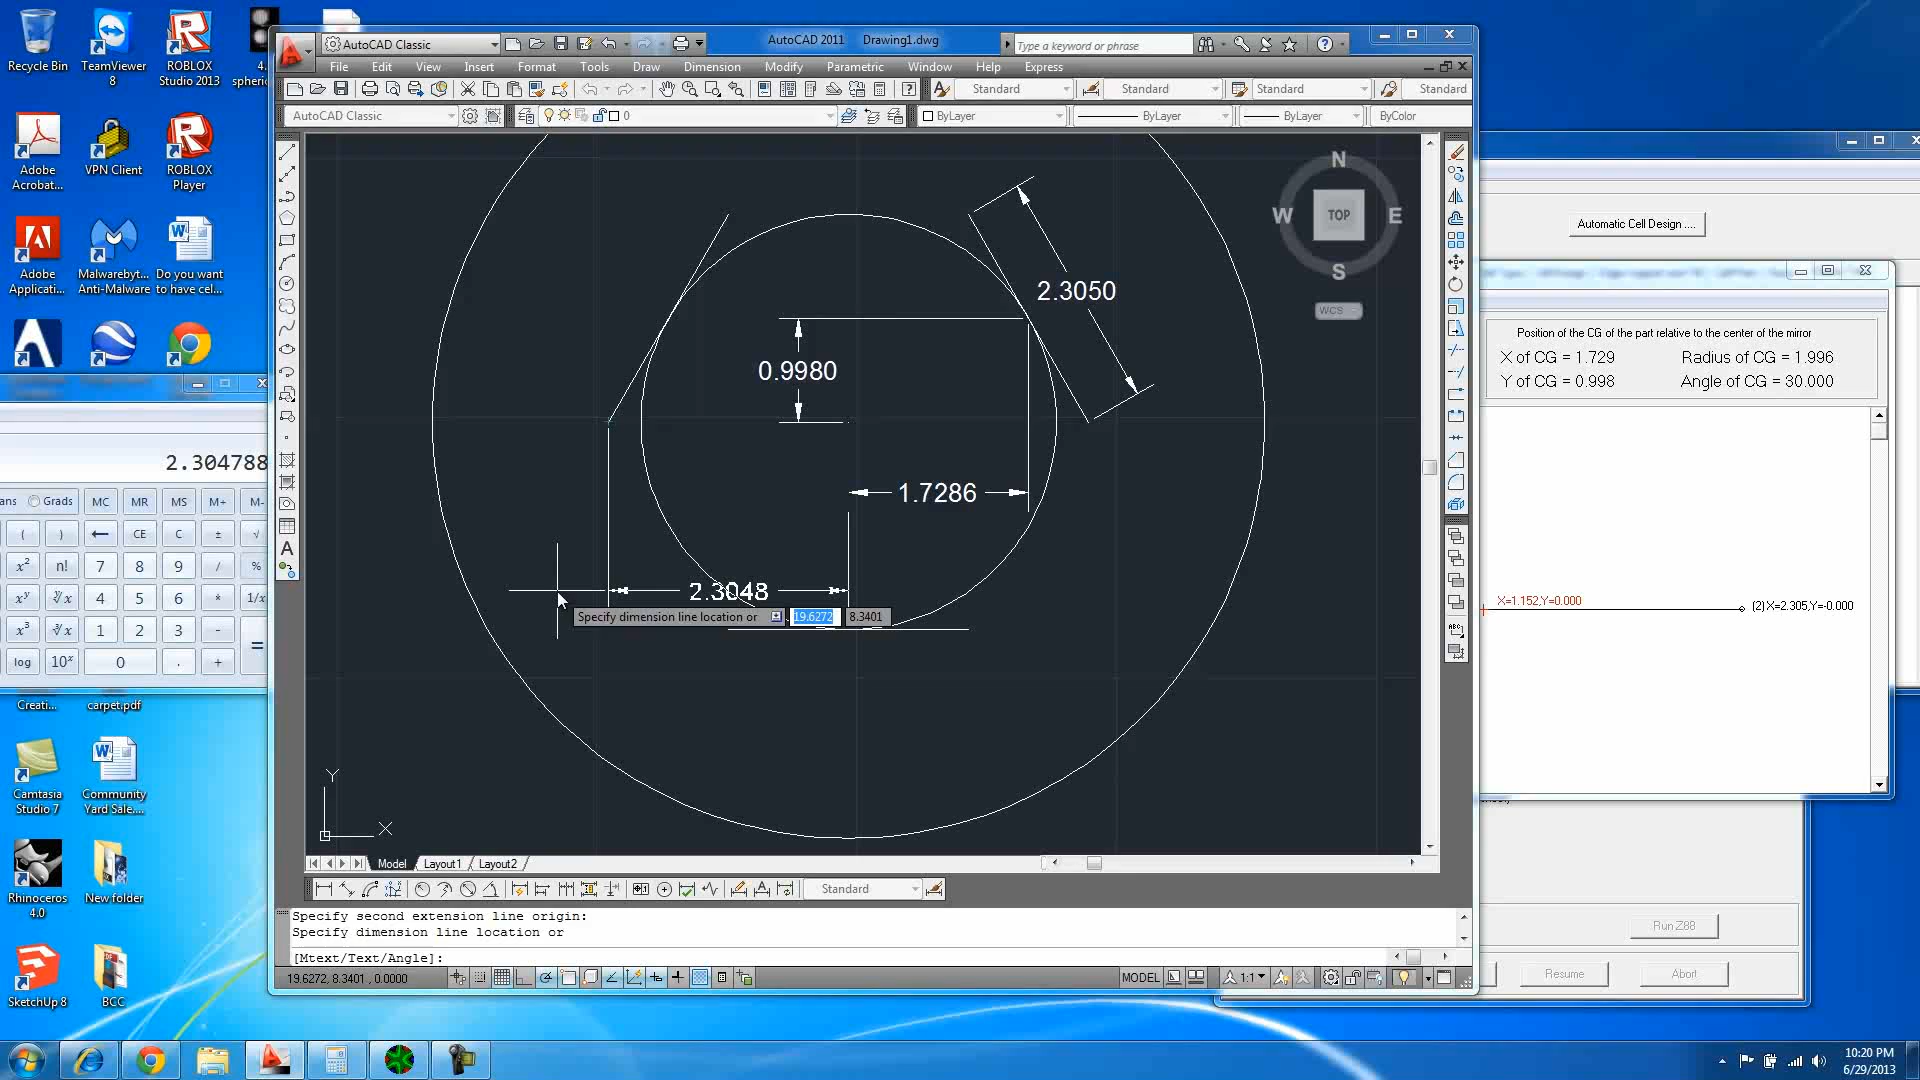 Recycle Bin
TeamViewer 8
ROBLOX Studio 2013
4.
Adobe Acrobat...
VPN Client
ROBLOX Player
Adobe Applicati...
Malwarebyt... Anti-Malware
Do you want to have cel...
2.304788
Grads
MC MR MS M+ M-
( ) ← CE C ± √
x² n! 7 8 9 / %
4 5 6 * 1/x
x³ ³√x 1 2 3 - =
log 10ˣ 0 . +
Creati...
carpet.pdf
Camtasia Studio 7
Community Yard Sale....
Rhinoceros 4.0
New folder
SketchUp 8
BCC
AutoCAD Classic
AutoCAD 2011 Drawing1.dwg
Type a keyword or phrase
File Edit View Insert Format Tools Draw Dimension Modify Parametric Window Help Express
Standard Standard Standard Standard
AutoCAD Classic
0
ByLayer ByLayer ByLayer ByColor
N
W TOP E
S
WCS
2.3050
0.9980
1.7286
2.3048
Specify dimension line location or 19.6272 8.3401
Y
X
Model Layout1 Layout2
Standard
Specify second extension line origin:
Specify dimension line location or
[Mtext/Text/Angle]:
19.6272, 8.3401 , 0.0000
MODEL
1:1
Automatic Cell Design ....
Position of the CG of the part relative to the center of the mirror
X of CG = 1.729 Radius of CG = 1.996
Y of CG = 0.998 Angle of CG = 30.000
X=1.152,Y=0.000
(2) X=2.305,Y=-0.000
Run Z88
Resume Abort
10:20 PM
6/29/2013